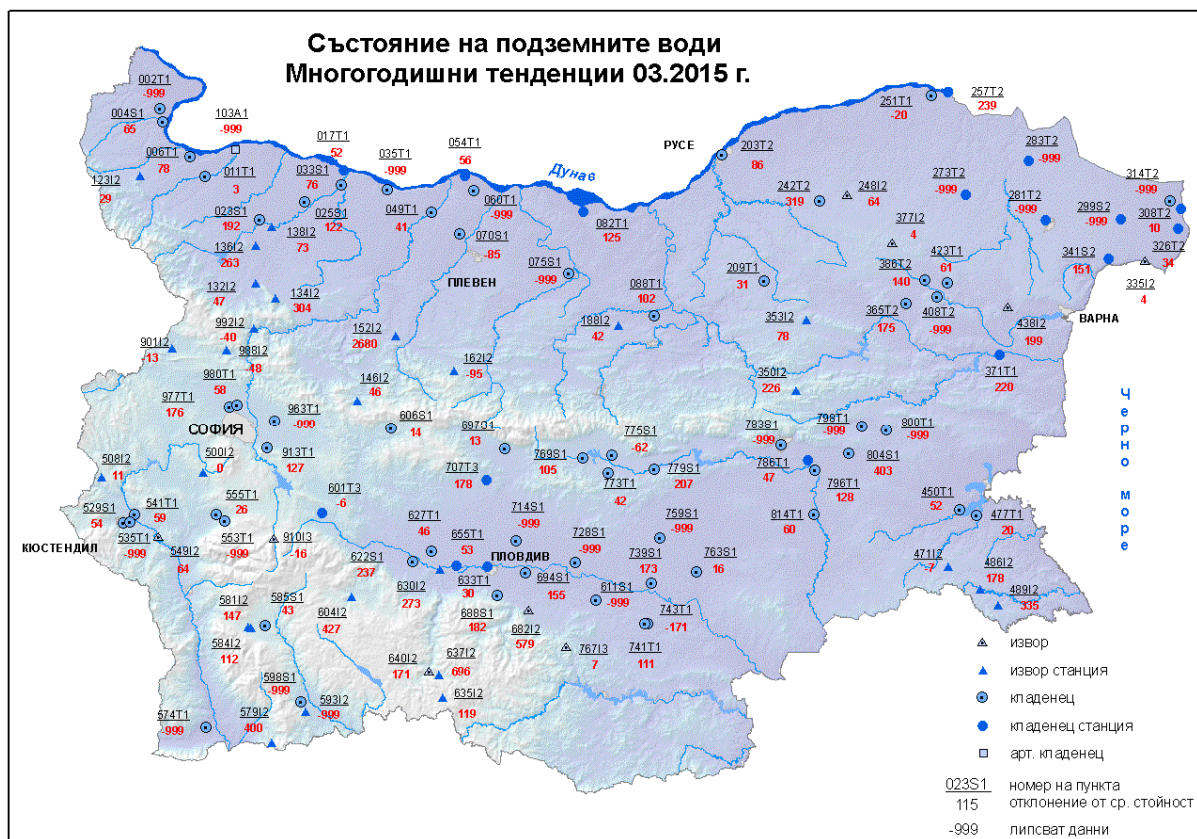 Състояние на подземните води
Многогодишни тенденции 03.2015 г.
002T1
-999
004S1
65
103A1
-999
006T1
78
011T1
3
123I2
29
017T1
52
033S1
76
035T1
-999
054T1
56
023S1
192
025S1
122
138I2
73
049T1
41
060T1
-999
070S1
-85
136I2
263
132I2
47
134I2
304
075S1
-999
082T1
125
088T1
102
Дунав
РУСЕ
203T2
86
251T1
-20
257T2
239
283T2
-999
242T2
319
248I2
64
273T2
-999
281T2
-999
299S2
-999
314T2
-999
308T2
10
326T2
34
377I2
4
423T1
61
386T2
140
341S2
151
335I2
4
209T1
31
365T2
175
408T2
-999
438I2
199
ВАРНА
ПЛЕВЕН
992I2
-40
988I2
-48
901I2
13
152I2
2680
162I2
-95
188I2
42
353I2
78
350I2
226
371T1
220
146I2
46
980T1
58
977T1
176
СОФИЯ
963T1
-999
606S1
14
697S1
13
775S1
-62
769S1
105
773T1
42
779S1
207
783S1
-999
798T1
-999
800T1
-999
804S1
403
786T1
47
796T1
128
913T1
127
500I2
0
508I2
11
707T3
178
601T3
-6
541T1
59
555T1
26
529S1
54
КЮСТЕНДИЛ
535T1
-999
549I2
64
553T1
-999
910I3
-16
627T1
46
714S1
-999
728S1
-999
759S1
-999
814T1
60
450T1
52
477T1
20
655T1
53
ПЛОВДИВ
622S1
237
630I2
273
633T1
30
694S1
155
739S1
173
763S1
16
471I2
-7
486I2
178
489I2
335
581I2
147
585S1
43
604I2
427
688S1
182
682I2
579
611S1
-999
743T1
-171
741T1
111
767I3
7
584I2
112
640I2
171
637I2
696
635I2
119
598S1
-999
593I2
-999
579I2
400
574T1
-999
Черно море
извор
извор станция
кладенец
кладенец станция
арт. кладенец
023S1 номер на пункта
115 отклонение от ср. стойност
-999 липсват данни